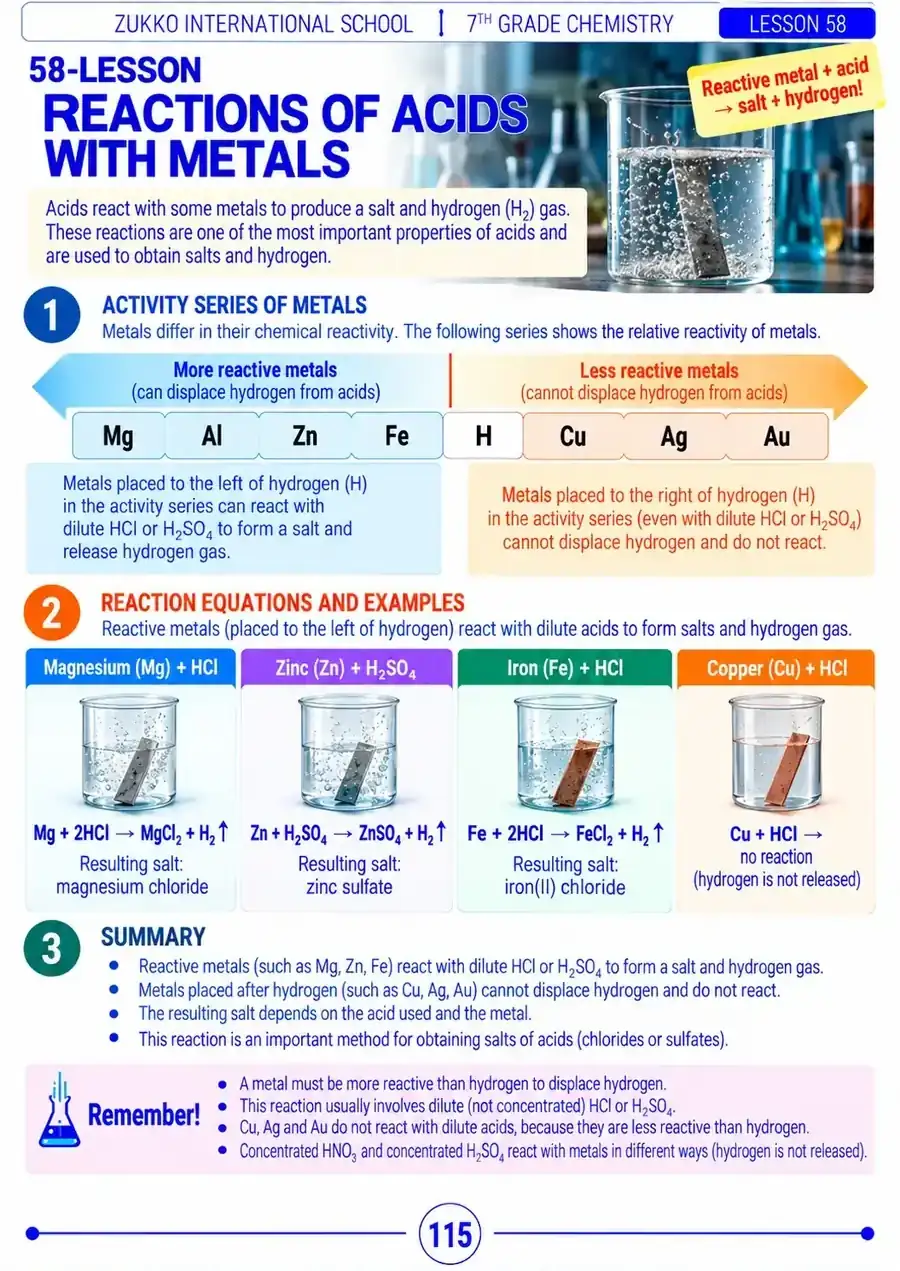 ZUKKO INTERNATIONAL SCHOOL
7TH GRADE CHEMISTRY
LESSON 58
58-LESSON
REACTIONS OF ACIDS
WITH METALS
Reactive metal + acid
→ salt + hydrogen!
Acids react with some metals to produce a salt and hydrogen (H₂) gas.
These reactions are one of the most important properties of acids and
are used to obtain salts and hydrogen.
1
ACTIVITY SERIES OF METALS
Metals differ in their chemical reactivity. The following series shows the relative reactivity of metals.
More reactive metals
(can displace hydrogen from acids)
Less reactive metals
(cannot displace hydrogen from acids)
Mg Al Zn Fe H Cu Ag Au
Metals placed to the left of hydrogen (H)
in the activity series can react with
dilute HCl or H₂SO₄ to form a salt and
release hydrogen gas.
Metals placed to the right of hydrogen (H)
in the activity series (even with dilute HCl or H₂SO₄)
cannot displace hydrogen and do not react.
2
REACTION EQUATIONS AND EXAMPLES
Reactive metals (placed to the left of hydrogen) react with dilute acids to form salts and hydrogen gas.
Magnesium (Mg) + HCl
Mg + 2HCl → MgCl₂ + H₂↑
Resulting salt:
magnesium chloride
Zinc (Zn) + H₂SO₄
Zn + H₂SO₄ → ZnSO₄ + H₂↑
Resulting salt:
zinc sulfate
Iron (Fe) + HCl
Fe + 2HCl → FeCl₂ + H₂↑
Resulting salt:
iron(II) chloride
Copper (Cu) + HCl
Cu + HCl →
no reaction
(hydrogen is not released)
3
SUMMARY
• Reactive metals (such as Mg, Zn, Fe) react with dilute HCl or H₂SO₄ to form a salt and hydrogen gas.
• Metals placed after hydrogen (such as Cu, Ag, Au) cannot displace hydrogen and do not react.
• The resulting salt depends on the acid used and the metal.
• This reaction is an important method for obtaining salts of acids (chlorides or sulfates).
Remember!
• A metal must be more reactive than hydrogen to displace hydrogen.
• This reaction usually involves dilute (not concentrated) HCl or H₂SO₄.
• Cu, Ag and Au do not react with dilute acids, because they are less reactive than hydrogen.
• Concentrated HNO₃ and concentrated H₂SO₄ react with metals in different ways (hydrogen is not released).
115